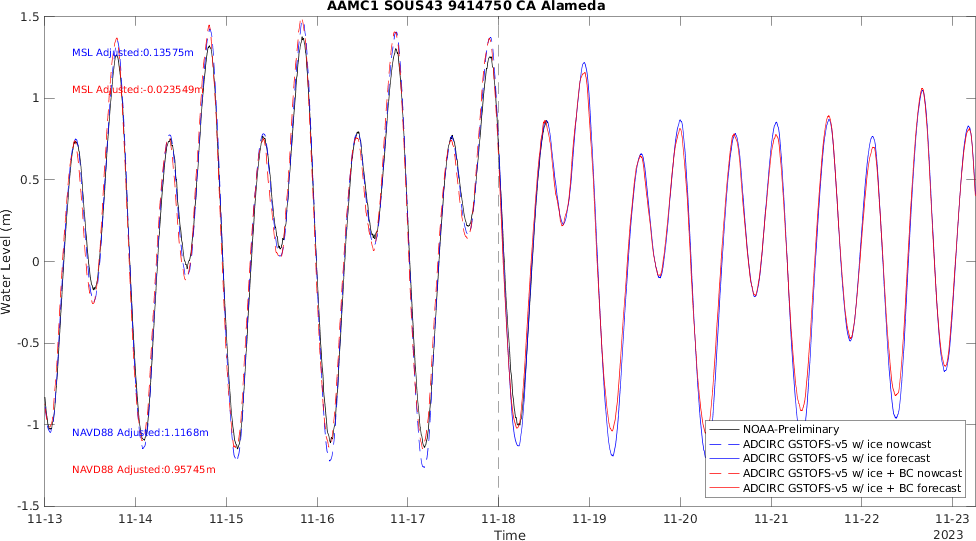 AAMC1 SOUS43 9414750 CA Alameda
1.5
1
0.5
0
-0.5
-1
-1.5
Water Level (m)
MSL Adjusted:0.13575m
MSL Adjusted:-0.023549m
NAVD88 Adjusted:1.1168m
NAVD88 Adjusted:0.95745m
NOAA-Preliminary
ADCIRC GSTOFS-v5 w/ ice nowcast
ADCIRC GSTOFS-v5 w/ ice forecast
ADCIRC GSTOFS-v5 w/ ice + BC nowcast
ADCIRC GSTOFS-v5 w/ ice + BC forecast
11-13 11-14 11-15 11-16 11-17 11-18 11-19 11-20 11-21 11-22 11-23
2023
Time